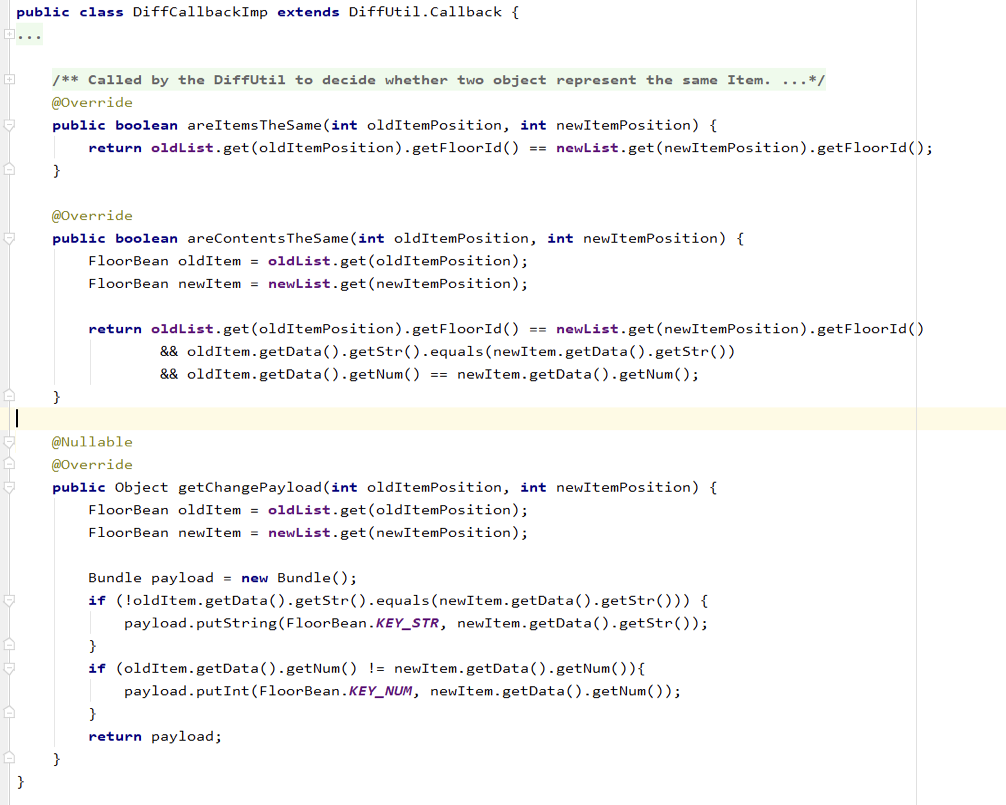 public class DiffCallbackImp extends DiffUtil.Callback {
...
/** Called by the DiffUtil to decide whether two object represent the same Item. ...*/
@Override
public boolean areItemsTheSame(int oldItemPosition, int newItemPosition) {
return oldList.get(oldItemPosition).getFloorId() == newList.get(newItemPosition).getFloorId();
}
@Override
public boolean areContentsTheSame(int oldItemPosition, int newItemPosition) {
FloorBean oldItem = oldList.get(oldItemPosition);
FloorBean newItem = newList.get(newItemPosition);
return oldList.get(oldItemPosition).getFloorId() == newList.get(newItemPosition).getFloorId()
&& oldItem.getData().getStr().equals(newItem.getData().getStr())
&& oldItem.getData().getNum() == newItem.getData().getNum();
}
@Nullable
@Override
public Object getChangePayload(int oldItemPosition, int newItemPosition) {
FloorBean oldItem = oldList.get(oldItemPosition);
FloorBean newItem = newList.get(newItemPosition);
Bundle payload = new Bundle();
if (!oldItem.getData().getStr().equals(newItem.getData().getStr())) {
payload.putString(FloorBean.KEY_STR, newItem.getData().getStr());
}
if (oldItem.getData().getNum() != newItem.getData().getNum()){
payload.putInt(FloorBean.KEY_NUM, newItem.getData().getNum());
}
return payload;
}
}